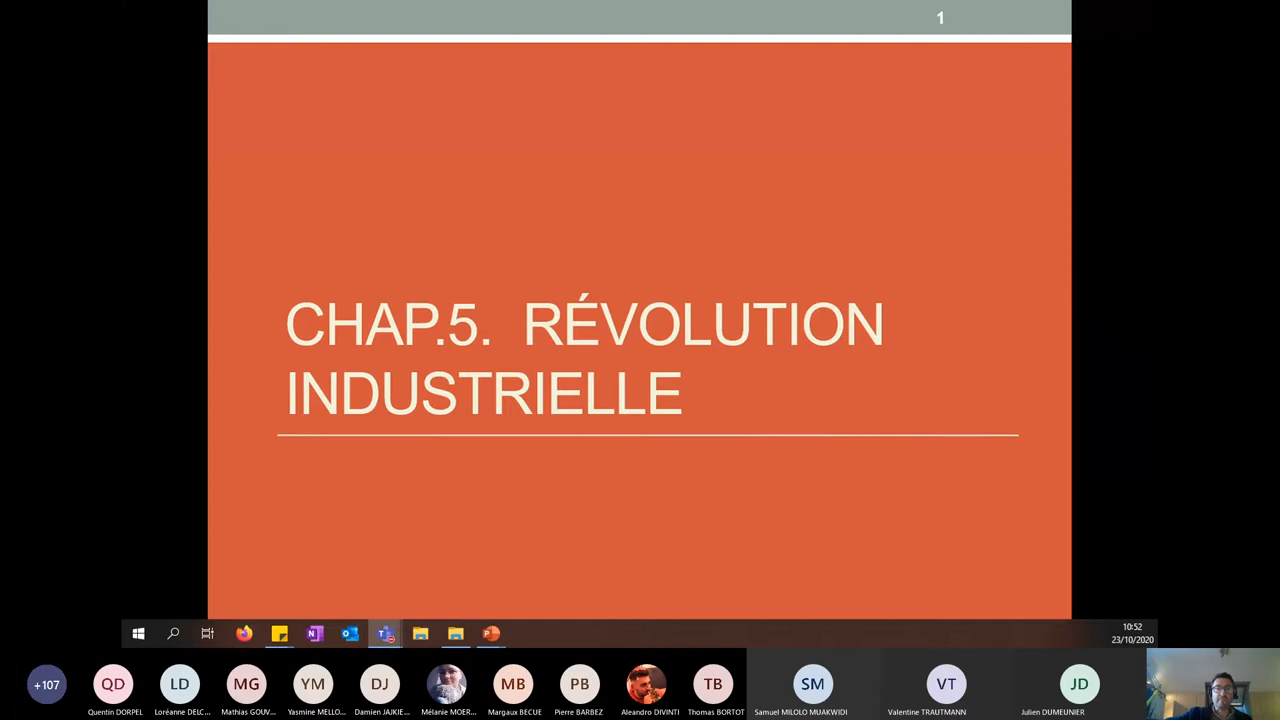 1
CHAP.5. RÉVOLUTION
INDUSTRIELLE
10:52
23/10/2020
+107
QD
LD
MG
YM
DJ
MB
PB
TB
SM
VT
JD
Quentin DORPEL
Loréanne DELC...
Mathias GOUV...
Yasmine MELLO...
Damien JAJKIE...
Mélanie MOER...
Margaux BECUE
Pierre BARBEZ
Aleandro DIVINTI
Thomas BORTOT
Samuel MILOLO MUAKWIDI
Valentine TRAUTMANN
Julien DUMEUNIER